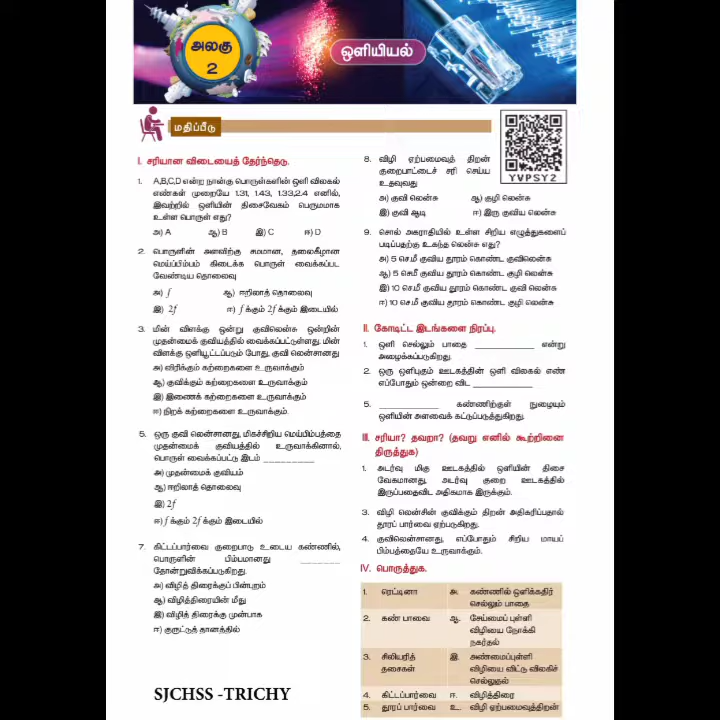 அலகு
2
ஒளியியல்
மதிப்பீடு
YVPSY2
I. சரியான விடையைத் தேர்ந்தெடு.
1. A,B,C,D என்ற நான்கு பொருள்களின் ஒளி விலகல்
எண்கள் முறையே 1.31, 1.43, 1.33,2.4 எனில்,
இவற்றில் ஒளியின் திசைவேகம் பெருமமாக
உள்ள பொருள் எது?
அ) A ஆ) B இ) C ஈ) D
2. பொருளின் அளவிற்கு சமமான, தலைகீழான
மெய்ப்பிம்பம் கிடைக்க பொருள் வைக்கப்பட
வேண்டிய தொலைவு
அ) f ஆ) ஈறிலாத் தொலைவு
இ) 2f ஈ) f க்கும் 2f க்கும் இடையில்
3. மின் விளக்கு ஒன்று குவிலென்சு ஒன்றின்
முதன்மைக் குவியத்தில் வைக்கப்பட்டுள்ளது. மின்
விளக்கு ஒளியூட்டப்படும் போது, குவி லென்சானது
அ) விரிக்கும் கற்றைகளை உருவாக்கும்
ஆ) குவிக்கும் கற்றைகளை உருவாக்கும்
இ) இணைக் கற்றைகளை உருவாக்கும்
ஈ) நிறக் கற்றைகளை உருவாக்கும்.
5. ஒரு குவி லென்சானது, மிகச்சிறிய மெய்பிம்பத்தை
முதன்மைக் குவியத்தில் உருவாக்கினால்,
பொருள் வைக்கப்பட்டு இடம் __________
அ) முதன்மைக் குவியம்
ஆ) ஈறிலாத் தொலைவு
இ) 2f
ஈ) f க்கும் 2f க்கும் இடையில்
7. கிட்டப்பார்வை குறைபாடு உடைய கண்ணில்,
பொருளின் பிம்பமானது ________
தோன்றுவிக்கப்படுகிறது.
அ) விழித் திரைக்குப் பின்புறம்
ஆ) விழித்திரையின் மீது
இ) விழித் திரைக்கு முன்பாக
ஈ) குருட்டுத் தானத்தில்
SJCHSS -TRICHY
8. விழி ஏற்பமைவுத் திறன்
குறைபாட்டைச் சரி செய்ய
உதவுவது
அ) குவி லென்சு ஆ) குழி லென்சு
இ) குவி ஆடி ஈ) இரு குவிய லென்சு
9. சொல் அகராதியில் உள்ள சிறிய எழுத்துகளைப்
படிப்பதற்கு உகந்த லென்சு எது?
அ) 5 செ.மீ குவிய தூரம் கொண்ட குவிலென்சு
ஆ) 5 செ.மீ குவிய தூரம் கொண்ட குழி லென்சு
இ) 10 செ.மீ குவிய தூரம் கொண்ட குவி லென்சு
ஈ) 10 செ.மீ குவிய தூரம் கொண்ட குழி லென்சு
II. கோடிட்ட இடங்களை நிரப்பு.
1. ஒளி செல்லும் பாதை ____________ என்று
அழைக்கப்படுகிறது.
2. ஒரு ஒளிபுகும் ஊடகத்தின் ஒளி விலகல் எண்
எப்போதும் ஒன்றை விட ____________
5. ____________ கண்ணிற்குள் நுழையும்
ஒளியின் அளவைக் கட்டுப்படுத்துகிறது.
III. சரியா? தவறா? (தவறு எனில் கூற்றினை
திருத்துக)
1. அடர்வு மிகு ஊடகத்தில் ஒளியின் திசை
வேகமானது, அடர்வு குறை ஊடகத்தில்
இருப்பதைவிட அதிகமாக இருக்கும்.
3. விழி லென்சின் குவிக்கும் திறன் அதிகரிப்பதால்
தூரப் பார்வை ஏற்படுகிறது.
4. குவிலென்சானது, எப்போதும் சிறிய மாயப்
பிம்பத்தையே உருவாக்கும்.
IV. பொருத்துக.
1. ரெட்டினா அ. கண்ணில் ஒளிக்கதிர்
செல்லும் பாதை
2. கண் பாவை ஆ. சேய்மைப் புள்ளி
விழியை நோக்கி
நகர்தல்
3. சிலியரித் இ. அண்மைப்புள்ளி
தசைகள் விழியை விட்டு விலகிச்
செல்லுதல்
4. கிட்டப்பார்வை ஈ. விழித்திரை
5. தூரப் பார்வை உ. விழி ஏற்பமைவுத்திறன்